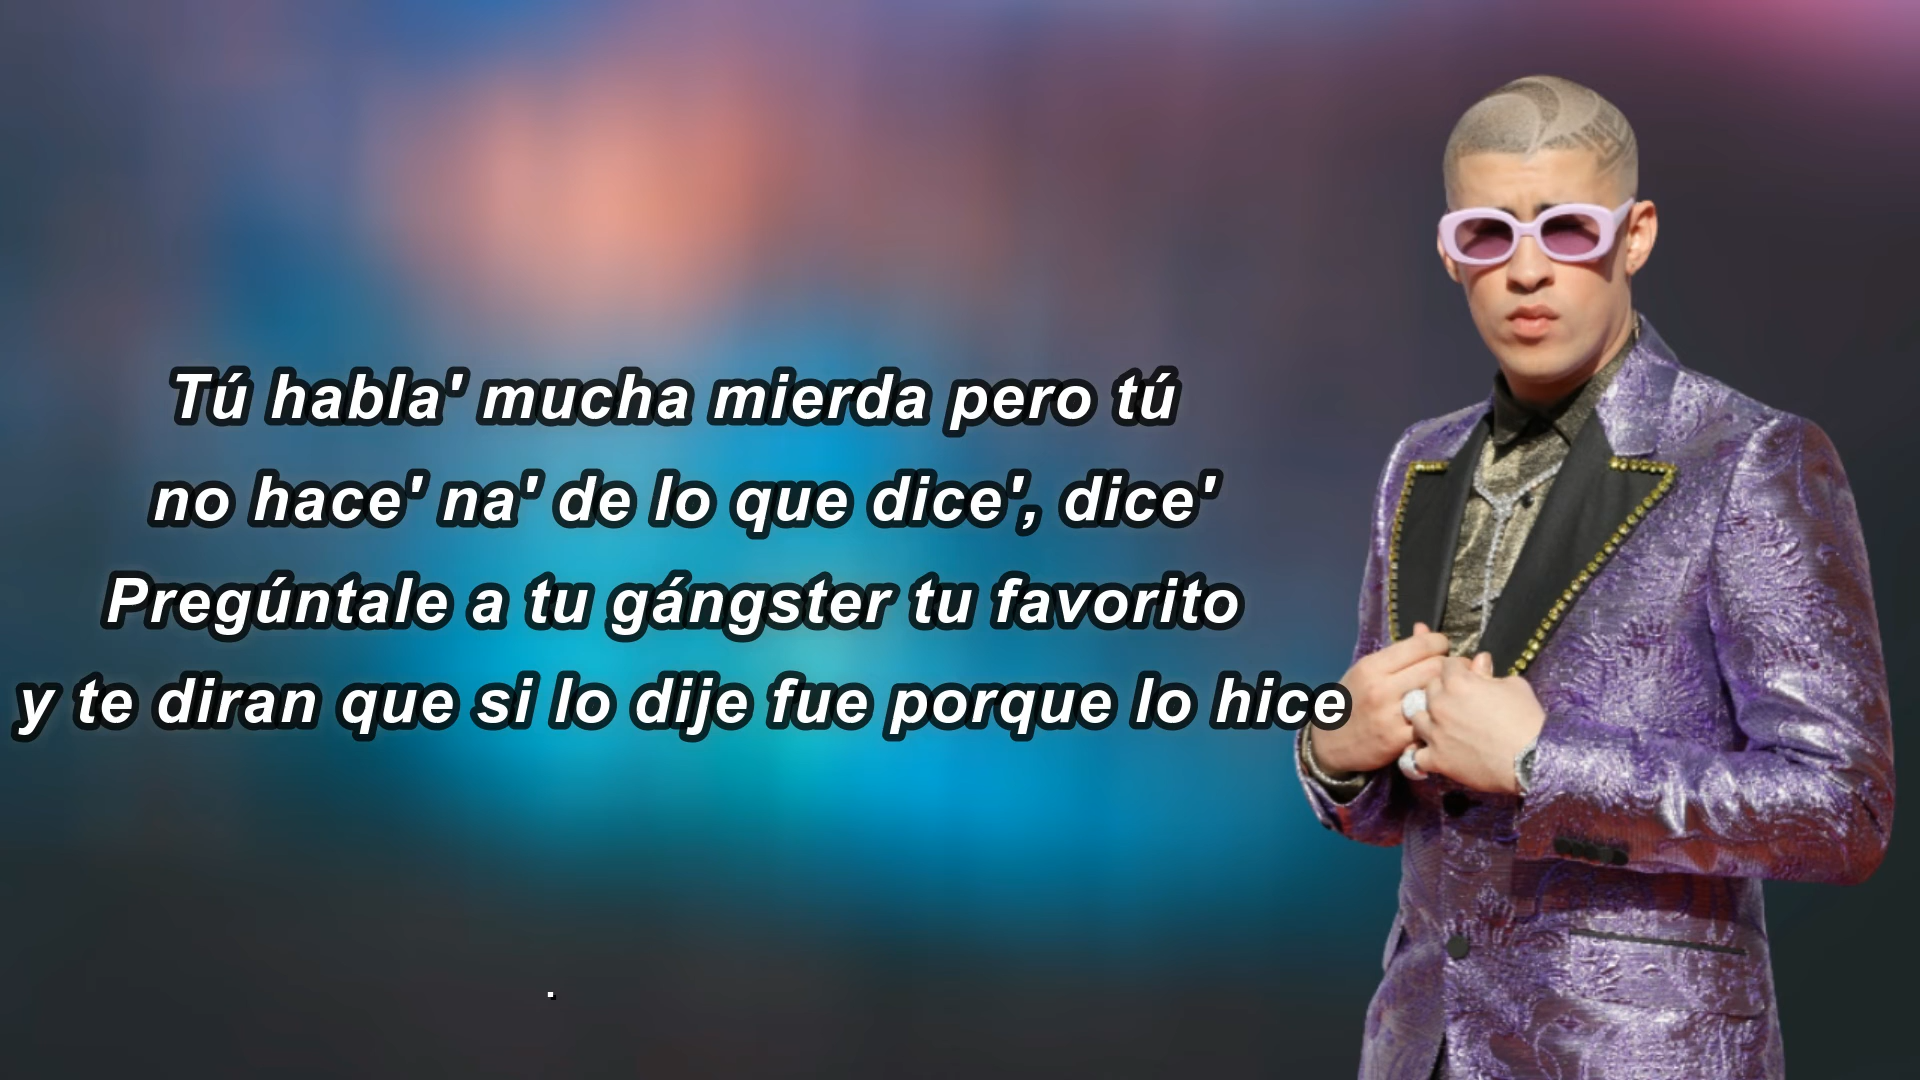 Tú habla' mucha mierda pero tú
no hace' na' de lo que dice', dice'
Pregúntale a tu gángster tu favorito
y te diran que si lo dije fue porque lo hice
.